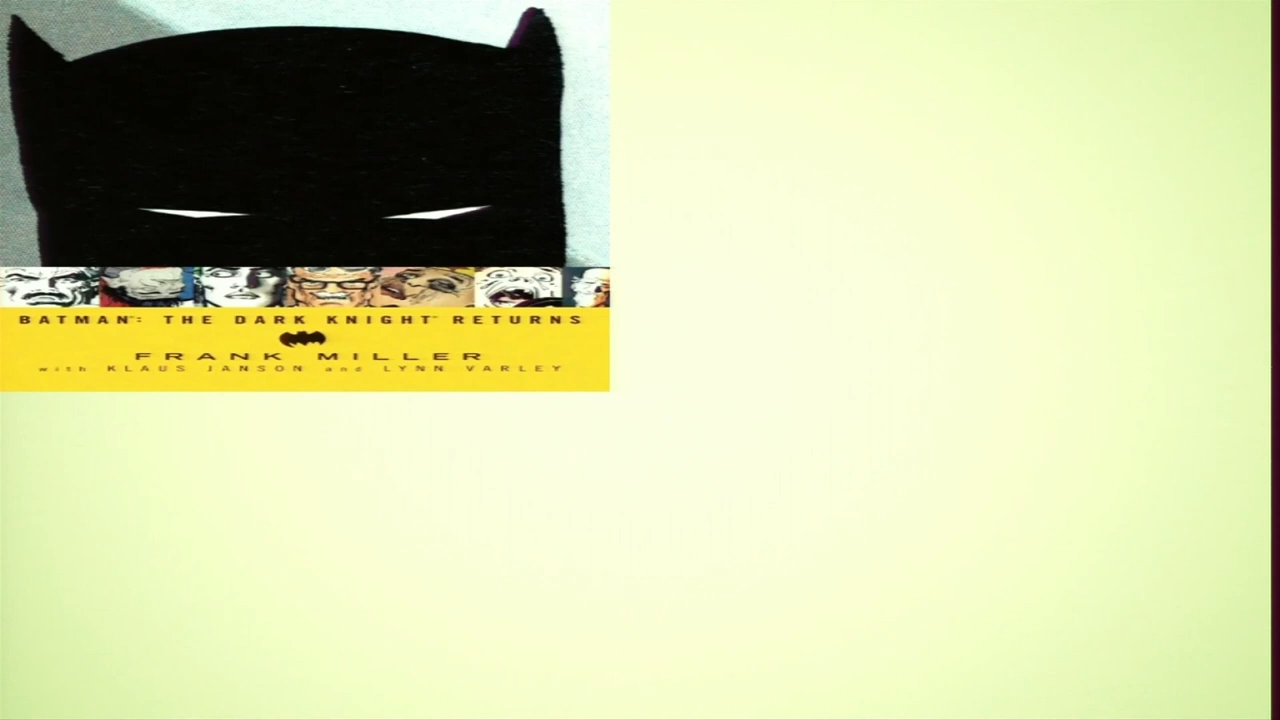 BATMAN™: THE DARK KNIGHT™ RETURNS
FRANK MILLER
with KLAUS JANSON and LYNN VARLEY